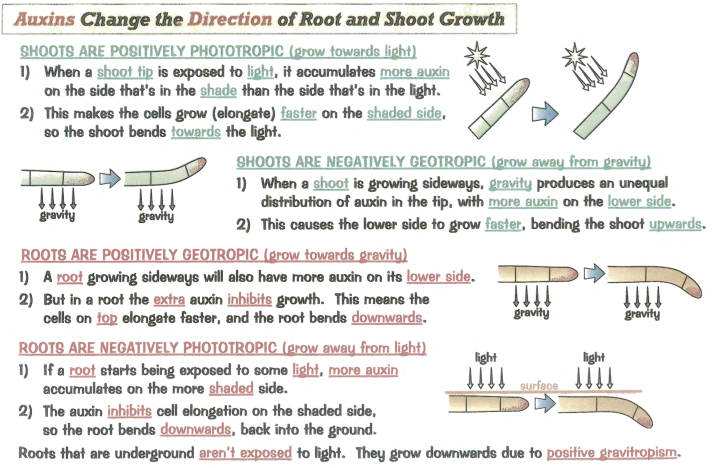 Auxins Change the Direction of Root and Shoot Growth
SHOOTS ARE POSITIVELY PHOTOTROPIC (grow towards light)
1) When a shoot tip is exposed to light, it accumulates more auxin
on the side that's in the shade than the side that's in the light.
2) This makes the cells grow (elongate) faster on the shaded side,
so the shoot bends towards the light.
gravity
gravity
SHOOTS ARE NEGATIVELY GEOTROPIC (grow away from gravity)
1) When a shoot is growing sideways, gravity produces an unequal
distribution of auxin in the tip, with more auxin on the lower side.
2) This causes the lower side to grow faster, bending the shoot upwards.
ROOTS ARE POSITIVELY GEOTROPIC (grow towards gravity)
1) A root growing sideways will also have more auxin on its lower side.
2) But in a root the extra auxin inhibits growth. This means the
cells on top elongate faster, and the root bends downwards.
gravity
gravity
ROOTS ARE NEGATIVELY PHOTOTROPIC (grow away from light)
1) If a root starts being exposed to some light, more auxin
accumulates on the more shaded side.
2) The auxin inhibits cell elongation on the shaded side,
so the root bends downwards, back into the ground.
light
light
surface
Roots that are underground aren't exposed to light. They grow downwards due to positive gravitropism.